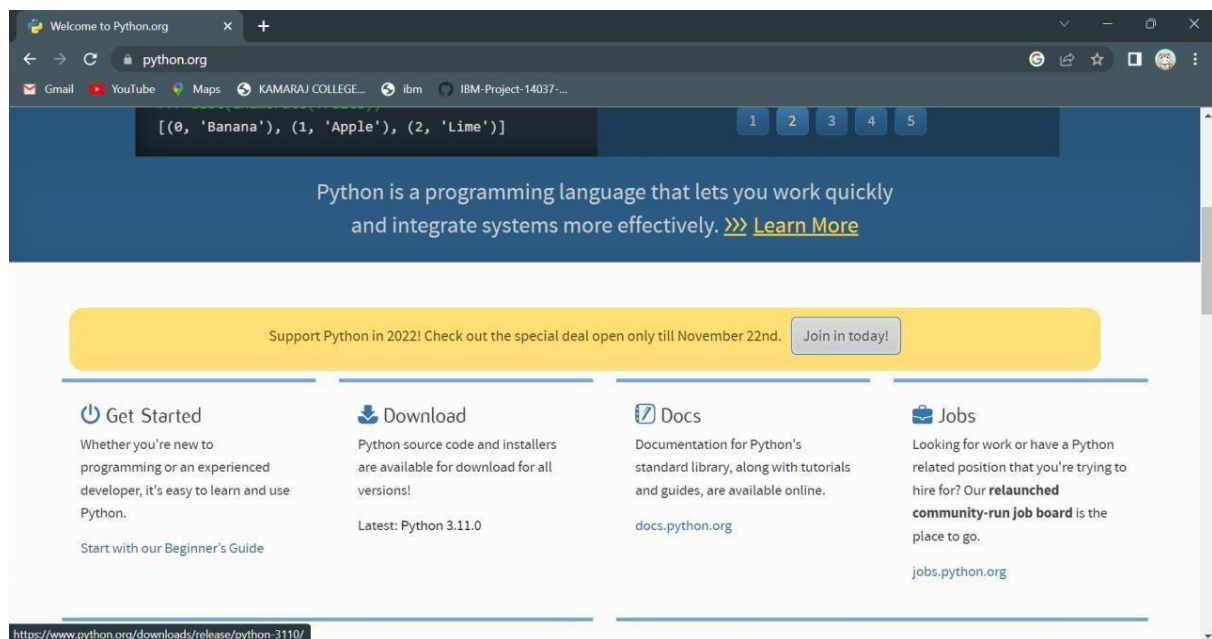 Welcome to Python.org
python.org
Gmail YouTube Maps KAMARAJ COLLEGE... ibm IBM-Project-14037-...
[(0, 'Banana'), (1, 'Apple'), (2, 'Lime')]
1 2 3 4 5
Python is a programming language that lets you work quickly
and integrate systems more effectively. >>> Learn More
Support Python in 2022! Check out the special deal open only till November 22nd. Join in today!
Get Started
Whether you're new to
programming or an experienced
developer, it's easy to learn and use
Python.
Start with our Beginner's Guide
Download
Python source code and installers
are available for download for all
versions!
Latest: Python 3.11.0
Docs
Documentation for Python's
standard library, along with tutorials
and guides, are available online.
docs.python.org
Jobs
Looking for work or have a Python
related position that you're trying to
hire for? Our relaunched
community-run job board is the
place to go.
jobs.python.org
https://www.python.org/downloads/release/python-3110/